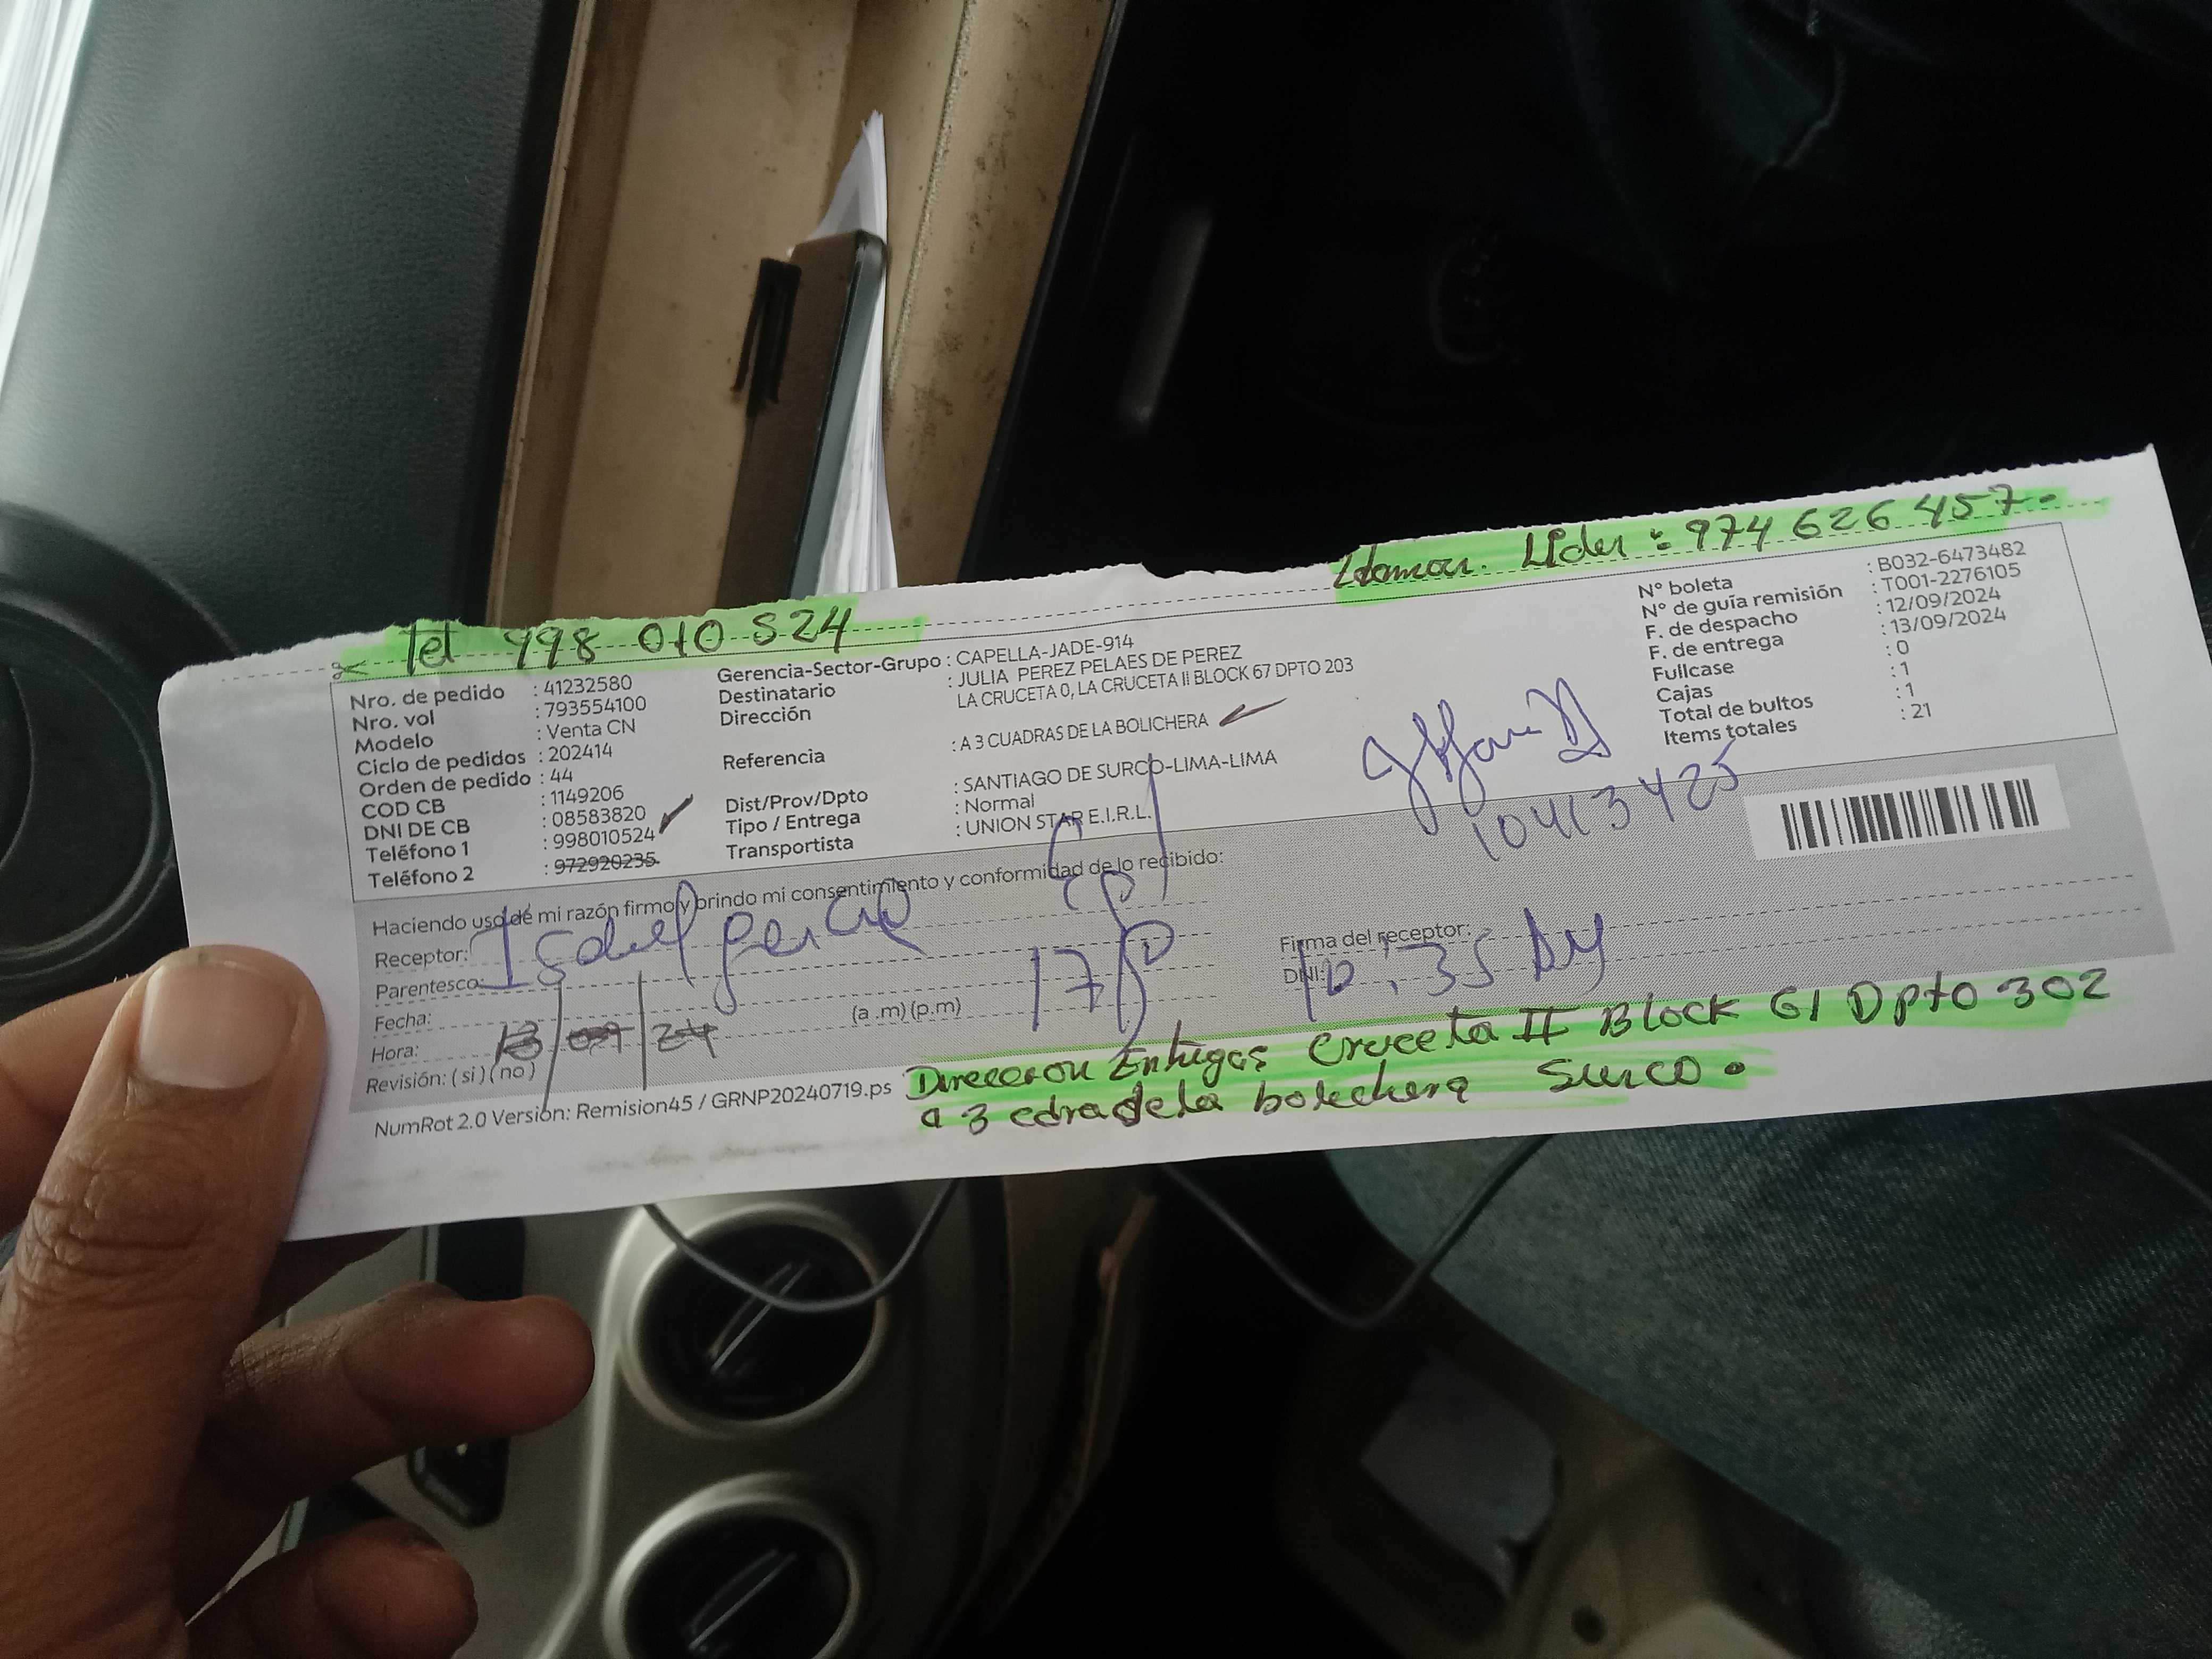 Llamar. Lider : 974 626 457.
Tel 998 010 524
Nro. de pedido : 41232580
Nro. vol : 793554100
Modelo : Venta CN
Ciclo de pedidos : 202414
Orden de pedido : 44
COD CB : 1149206
DNI DE CB : 08583820
Teléfono 1 : 998010524
Teléfono 2 : 972920235
Gerencia-Sector-Grupo : CAPELLA-JADE-914
Destinatario : JULIA PEREZ PELAES DE PEREZ
Dirección LA CRUCETA 0, LA CRUCETA II BLOCK 67 DPTO 203
Referencia : A 3 CUADRAS DE LA BOLICHERA
Dist/Prov/Dpto : SANTIAGO DE SURCO-LIMA-LIMA
Tipo / Entrega : Normal
Transportista : UNION STAR E.I.R.L.
N° boleta : B032-6473482
N° de guía remisión : T001-2276105
F. de despacho : 12/09/2024
F. de entrega : 13/09/2024
Fullcase : 0
Cajas : 1
Total de bultos : 1
Items totales : 21
10413425
Haciendo uso de mi razón firmo y brindo mi consentimiento y conformidad de lo recibido:
Receptor: Isabel
Parentesco:
Fecha: 13/09/24
Hora: (a .m) (p.m)
Revisión: ( si ) ( no )
Firma del receptor:
DNI:
NumRot 2.0 Versión: Remision45 / GRNP20240719.ps
Direccion Entregas Cruceta II Block 61 Dpto 302
a 3 cdra de la bolichera Surco.